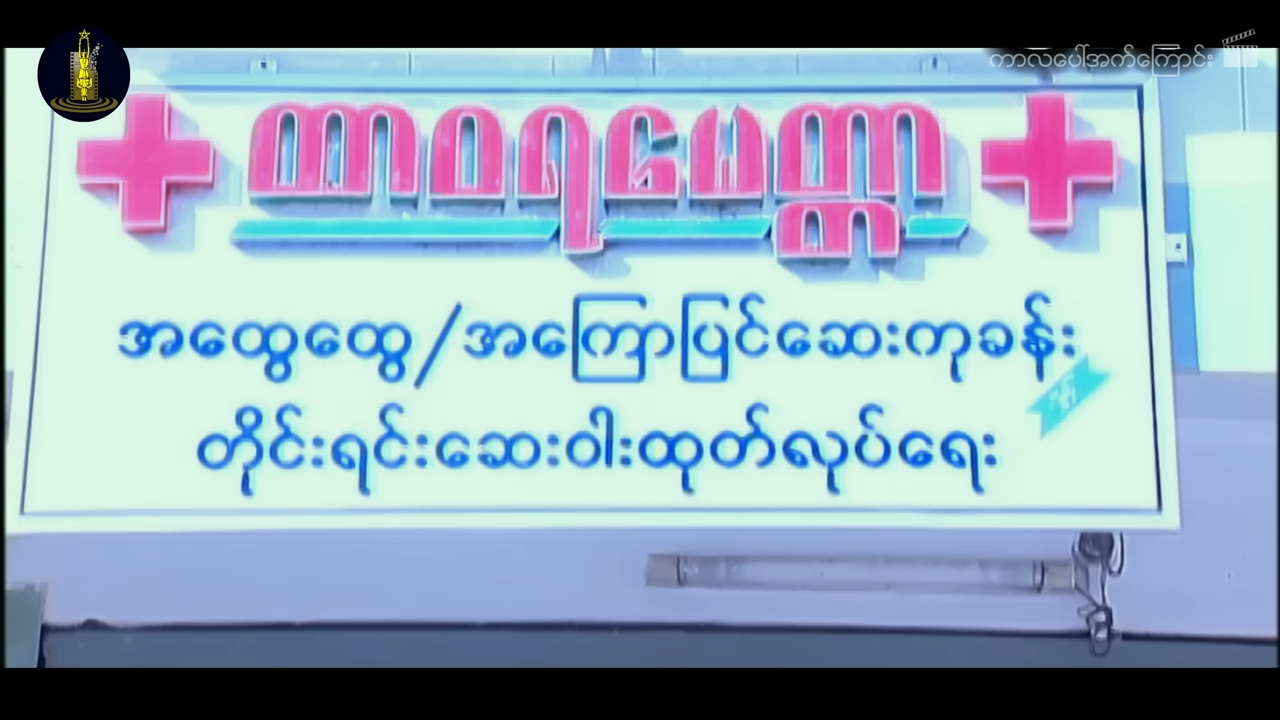 ကာလပေါ်အက်ကြောင်း
ထာဝရမေတ္တာ
အထွေထွေ/အကြောပြင်ဆေးကုခန်း
တိုင်းရင်းဆေးဝါးထုတ်လုပ်ရေး